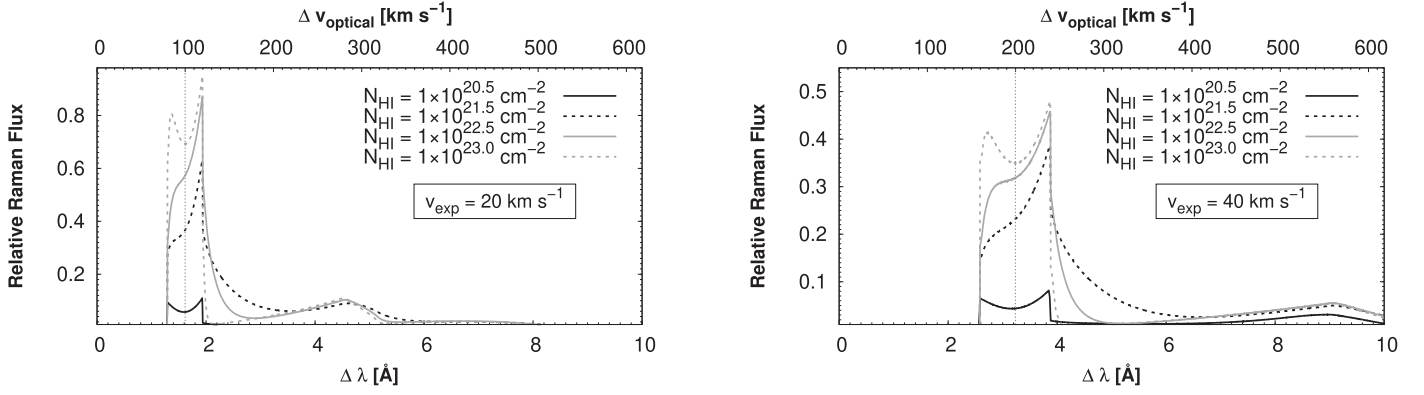 Δ v_optical [km s⁻¹]
0 100 200 300 400 500 600
Relative Raman Flux
0.8
0.6
0.4
0.2
N_HI = 1×10^20.5 cm⁻²
N_HI = 1×10^21.5 cm⁻²
N_HI = 1×10^22.5 cm⁻²
N_HI = 1×10^23.0 cm⁻²
v_exp = 20 km s⁻¹
0 2 4 6 8 10
Δ λ [Å]
Δ v_optical [km s⁻¹]
0 100 200 300 400 500 600
Relative Raman Flux
0.5
0.4
0.3
0.2
0.1
N_HI = 1×10^20.5 cm⁻²
N_HI = 1×10^21.5 cm⁻²
N_HI = 1×10^22.5 cm⁻²
N_HI = 1×10^23.0 cm⁻²
v_exp = 40 km s⁻¹
0 2 4 6 8 10
Δ λ [Å]